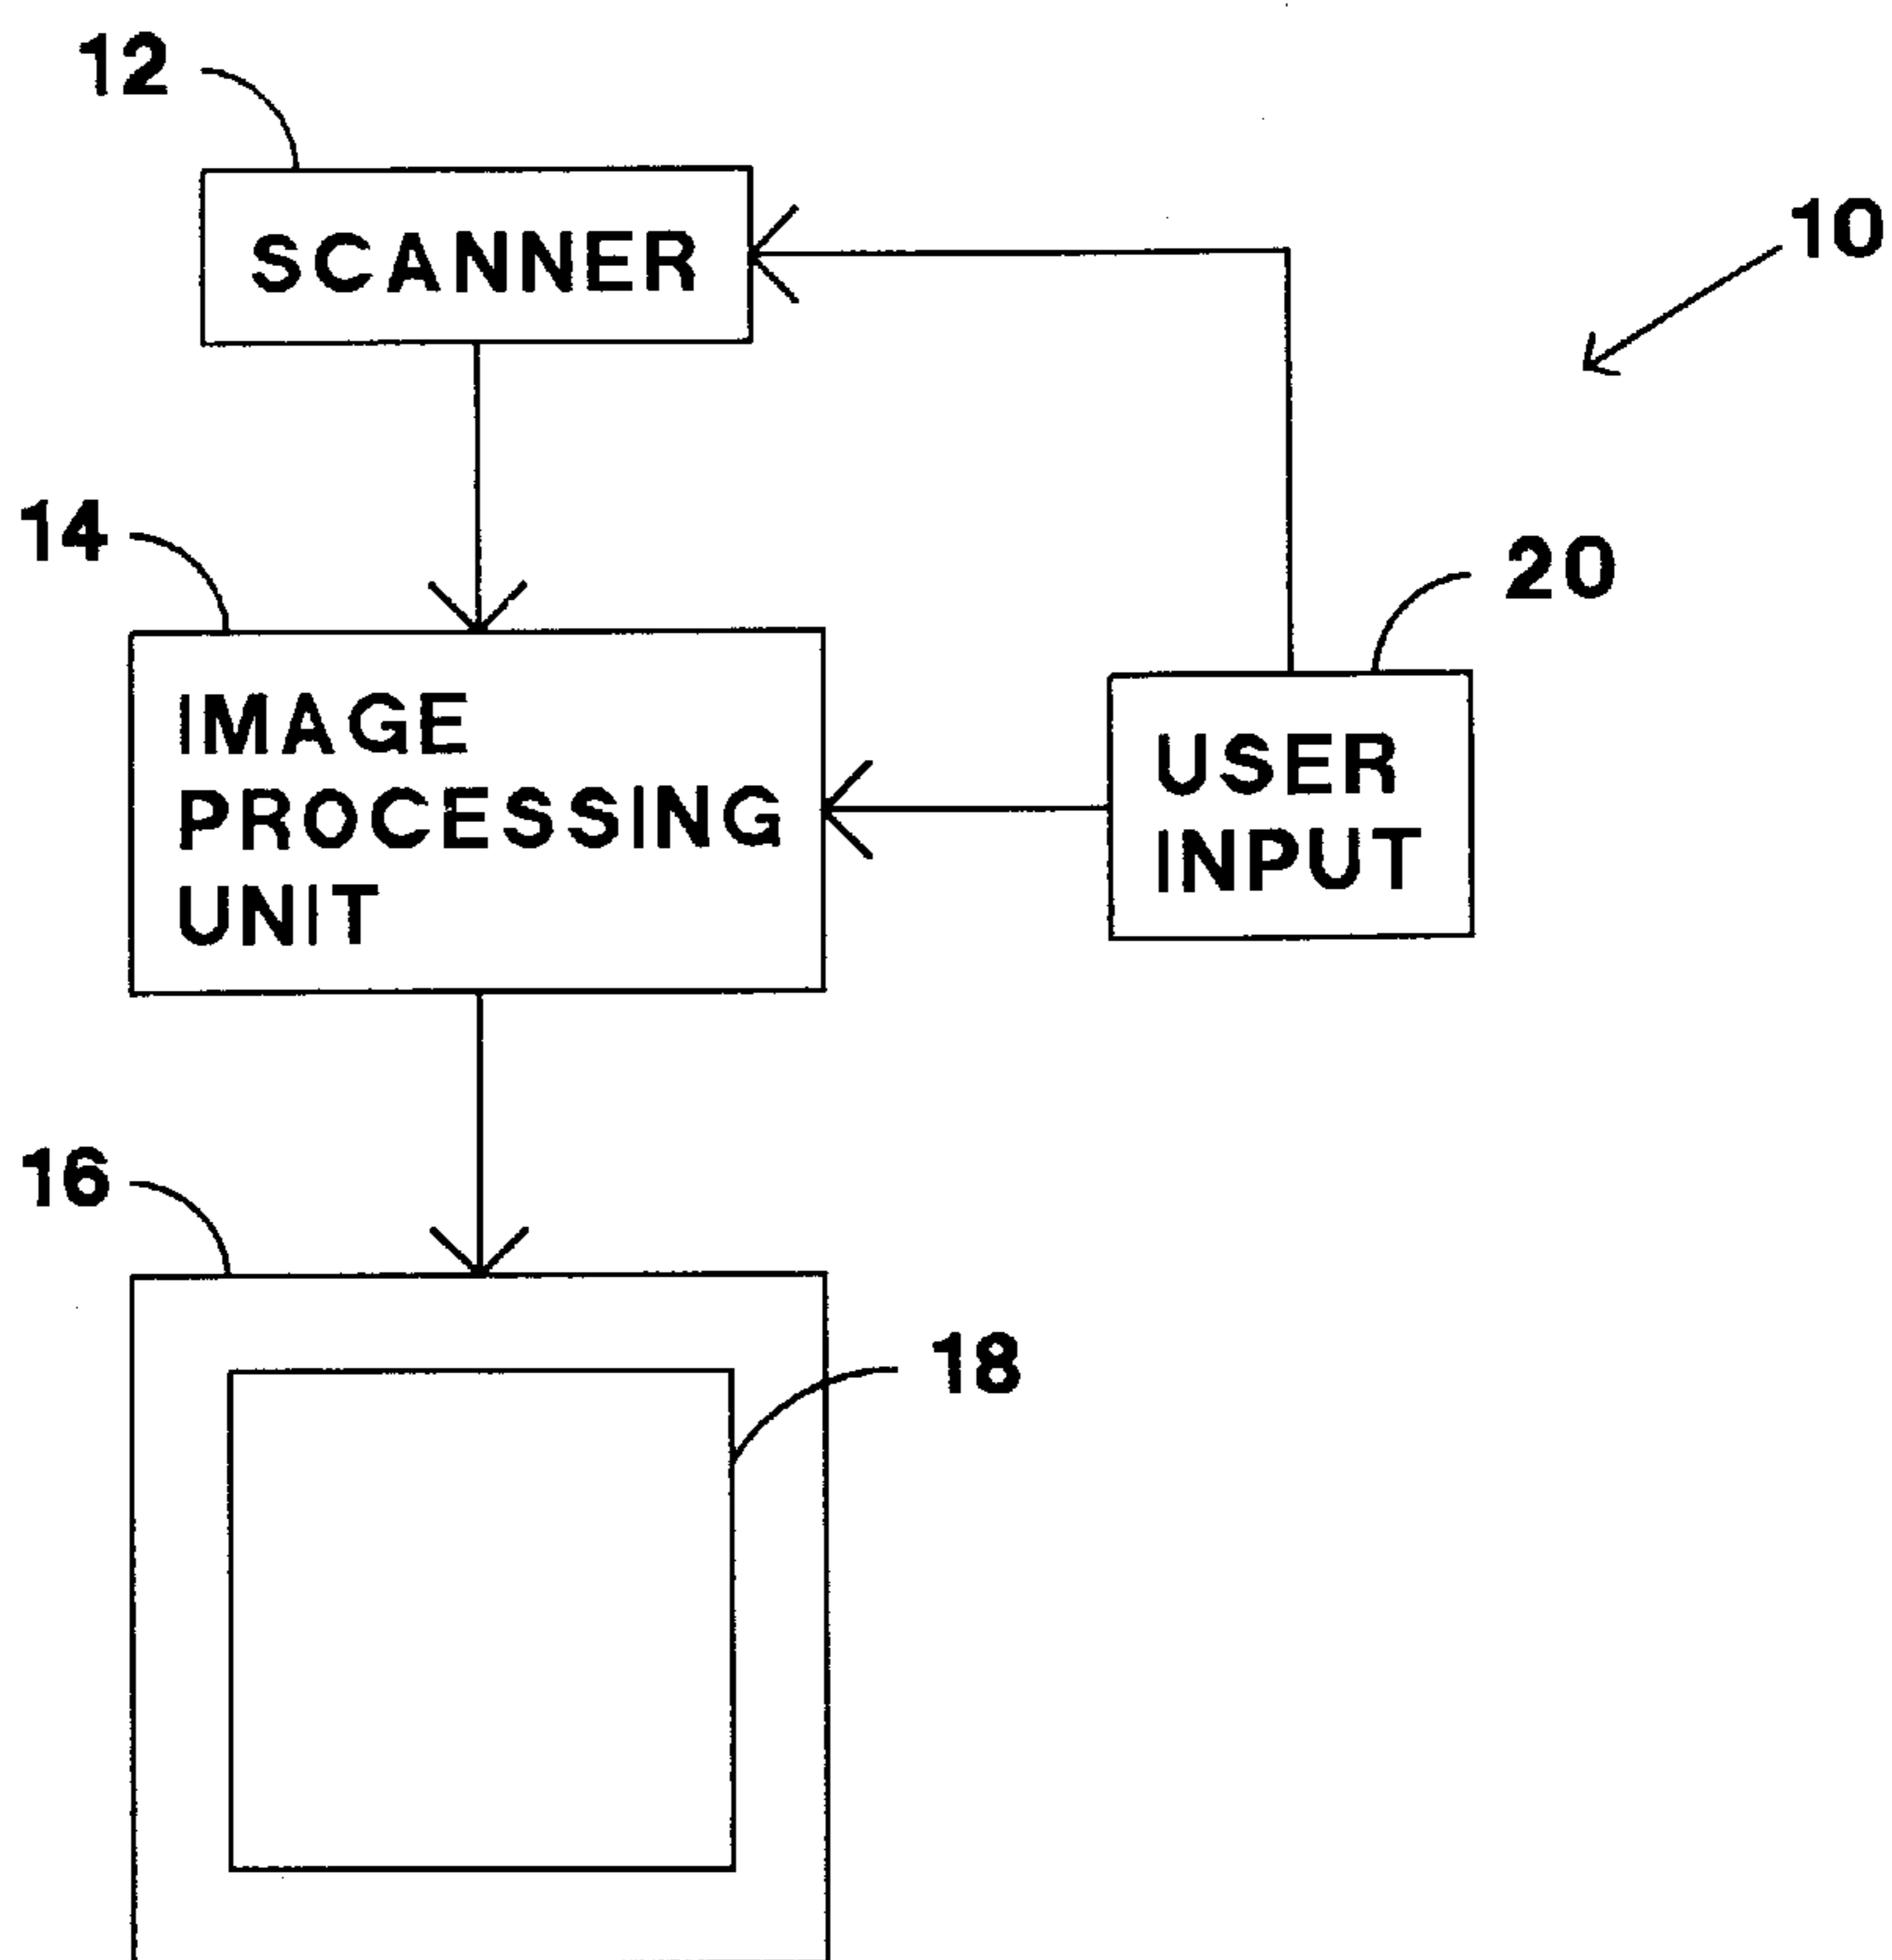 12
10
SCANNER
14
20
IMAGE
PROCESSING
UNIT
USER
INPUT
16
18